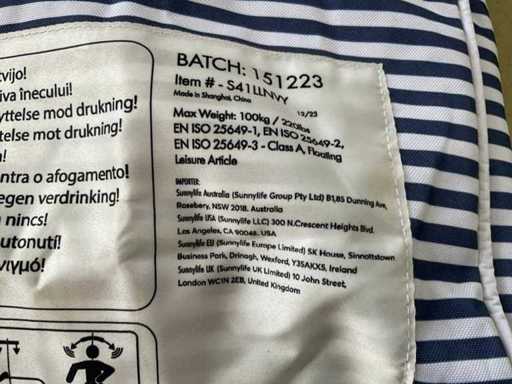 tvijo!
iva înecului!
yttelse mod drukning!
ttelse mot drukning!
ontra o afogamento!
egen verdrinking!
nincs!
utonutí!
νιγμό!
BATCH: 151223
Item # - S41LLNVY
Made in Shanghai, China 12/23
Max Weight: 100kg / 220lbs
EN ISO 25649-1, EN ISO 25649-2,
EN ISO 25649-3 - Class A, Floating
Leisure Article
IMPORTER:
Sunnylife Australia (Sunnylife Group Pty Ltd) B1,85 Dunning Ave,
Rosebery, NSW 2018, Australia
Sunnylife USA (Sunnylife LLC) 300 N.Crescent Heights Blvd.
Los Angeles, CA 90048. USA
Sunnylife EU (Sunnylife Europe Limited) SK House, Sinnottstown
Business Park, Drinagh, Wexford, Y35AKX5, Ireland
Sunnylife UK (Sunnylife UK Limited) 10 John Street,
London WC1N 2EB, United Kingdom